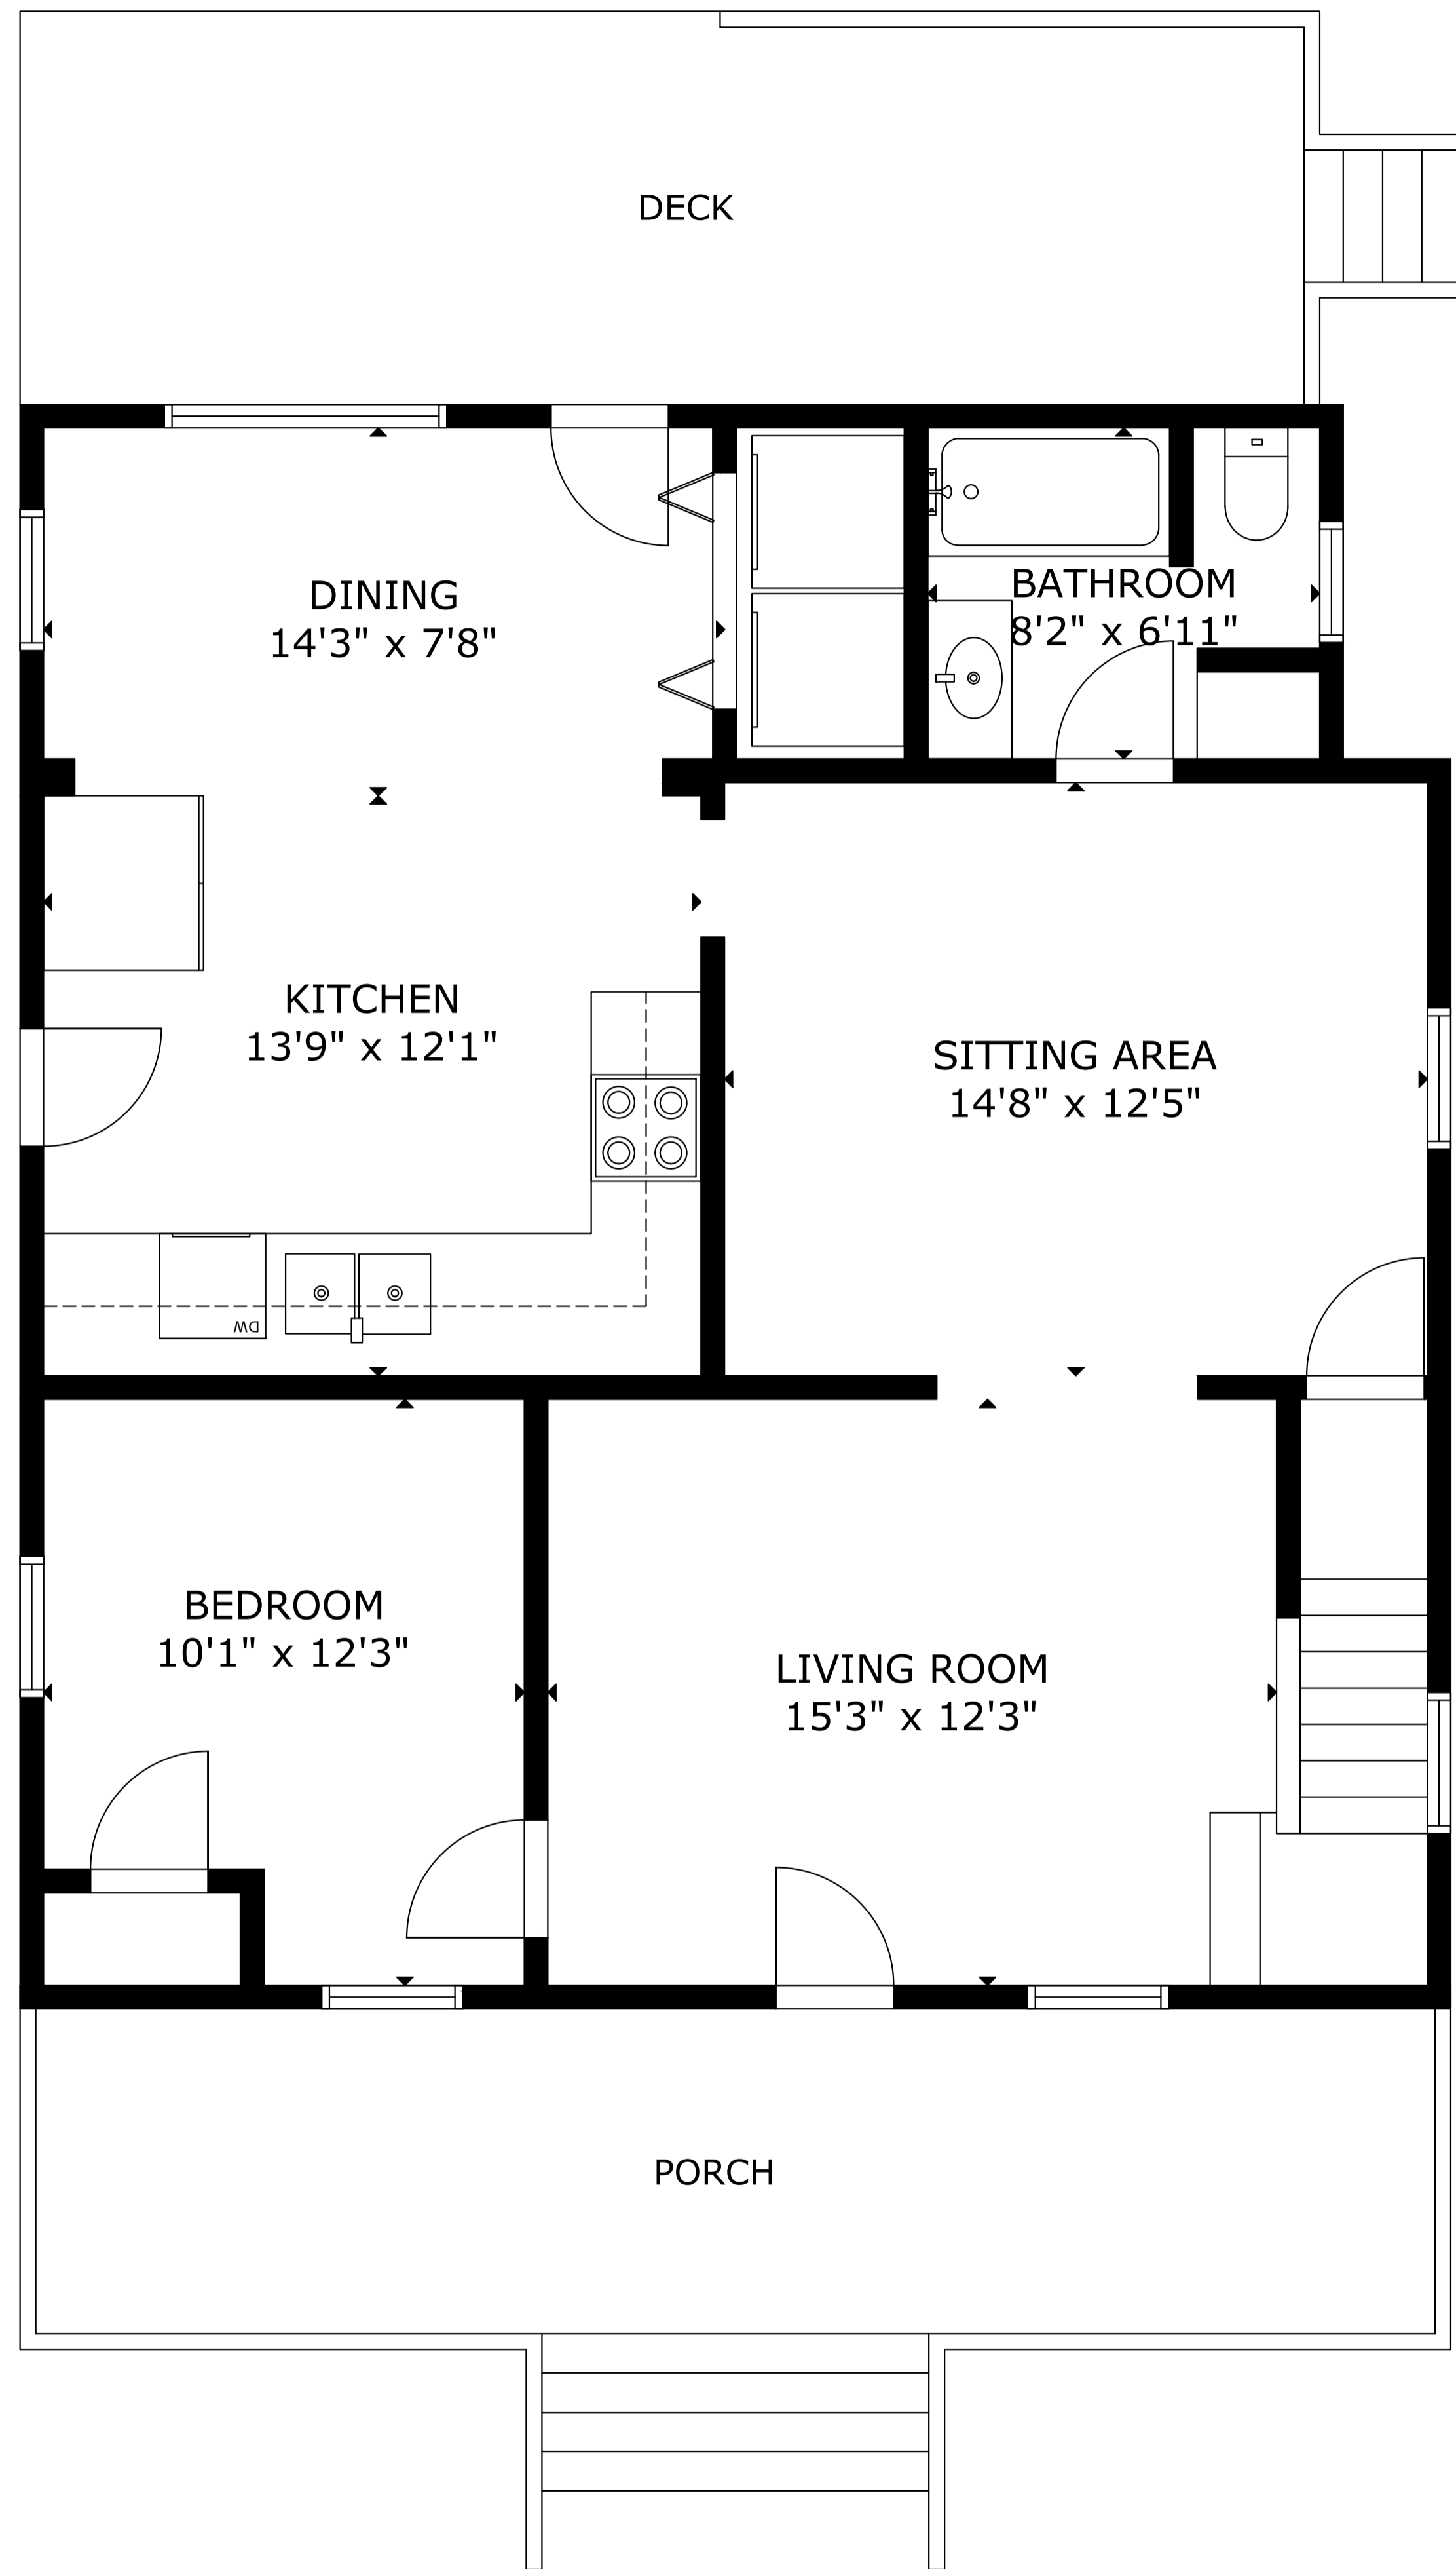 DECK
DINING
14'3" x 7'8"
BATHROOM
8'2" x 6'11"
KITCHEN
13'9" x 12'1"
SITTING AREA
14'8" x 12'5"
DW
BEDROOM
10'1" x 12'3"
LIVING ROOM
15'3" x 12'3"
PORCH